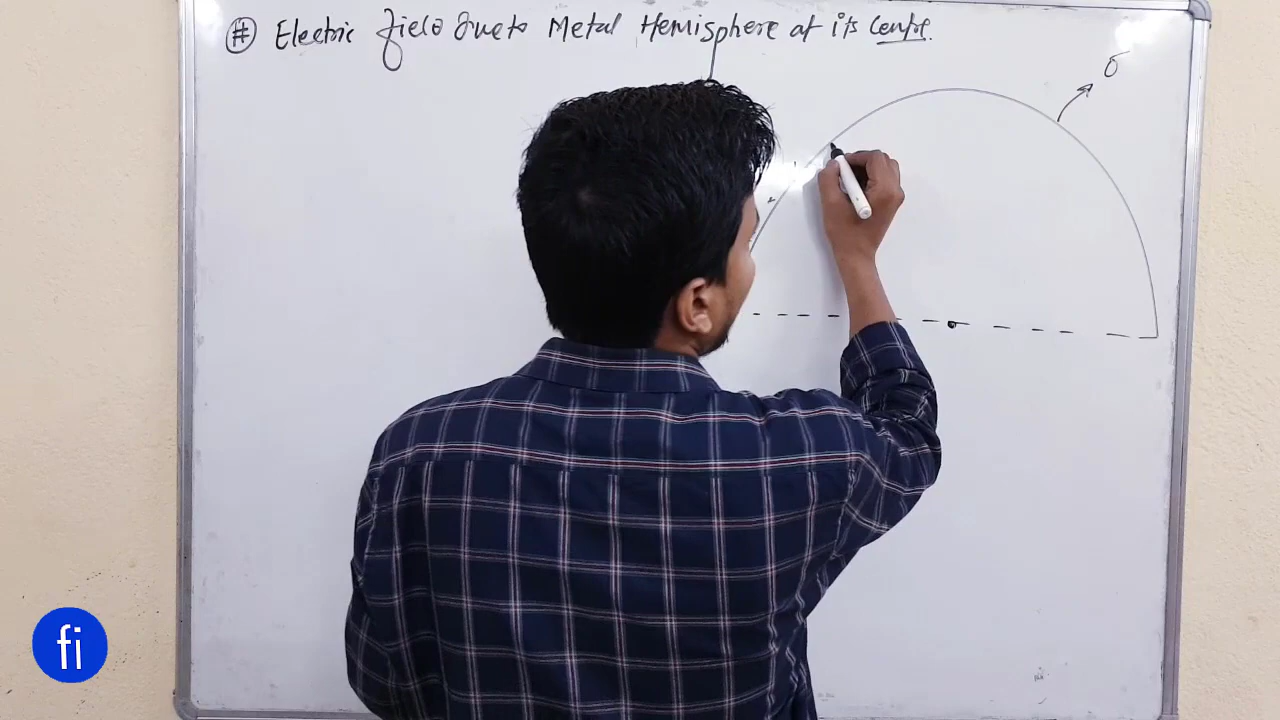 # Electric field due to Metal Hemisphere at its Centre.
σ
fi